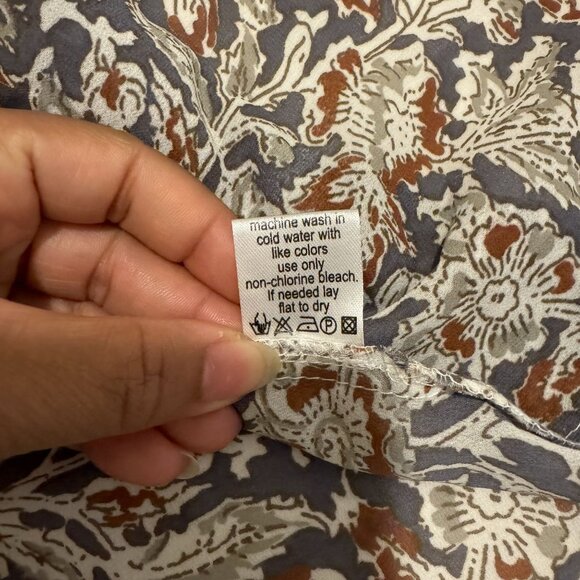 machine wash in
cold water with
like colors
use only
non-chlorine bleach.
If needed lay
flat to dry
P